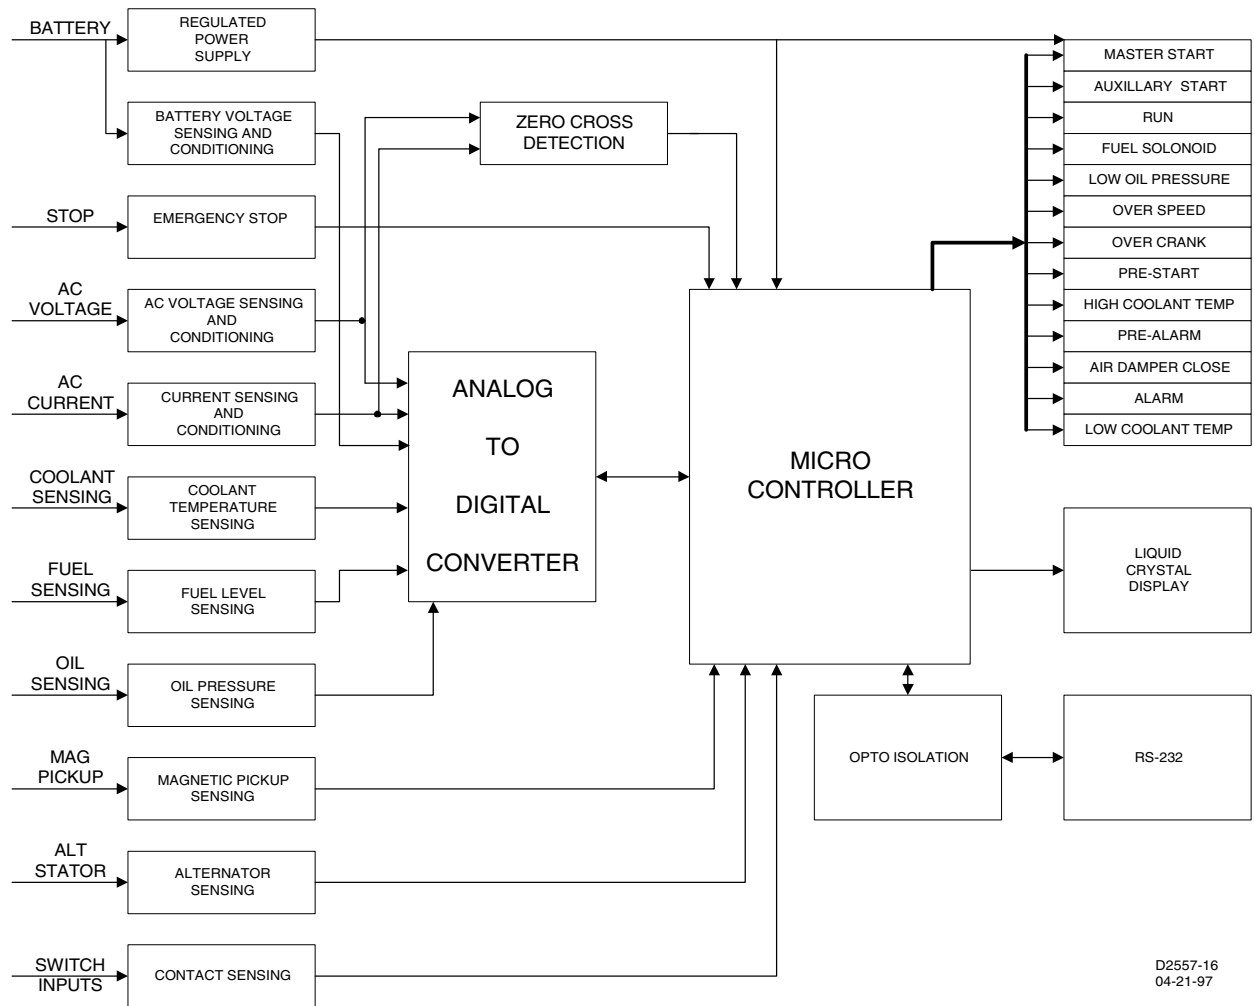 BATTERY
REGULATED
POWER
SUPPLY
BATTERY VOLTAGE
SENSING AND
CONDITIONING
ZERO CROSS
DETECTION
STOP
EMERGENCY STOP
AC
VOLTAGE
AC VOLTAGE SENSING
AND
CONDITIONING
AC
CURRENT
CURRENT SENSING
AND
CONDITIONING
COOLANT
SENSING
COOLANT
TEMPERATURE
SENSING
FUEL
SENSING
FUEL LEVEL
SENSING
OIL
SENSING
OIL PRESSURE
SENSING
MAG
PICKUP
MAGNETIC PICKUP
SENSING
ALT
STATOR
ALTERNATOR
SENSING
SWITCH
INPUTS
CONTACT SENSING
ANALOG
TO
DIGITAL
CONVERTER
MICRO
CONTROLLER
MASTER START
AUXILLARY START
RUN
FUEL SOLONOID
LOW OIL PRESSURE
OVER SPEED
OVER CRANK
PRE-START
HIGH COOLANT TEMP
PRE-ALARM
AIR DAMPER CLOSE
ALARM
LOW COOLANT TEMP
LIQUID
CRYSTAL
DISPLAY
OPTO ISOLATION
RS-232
D2557-16
04-21-97